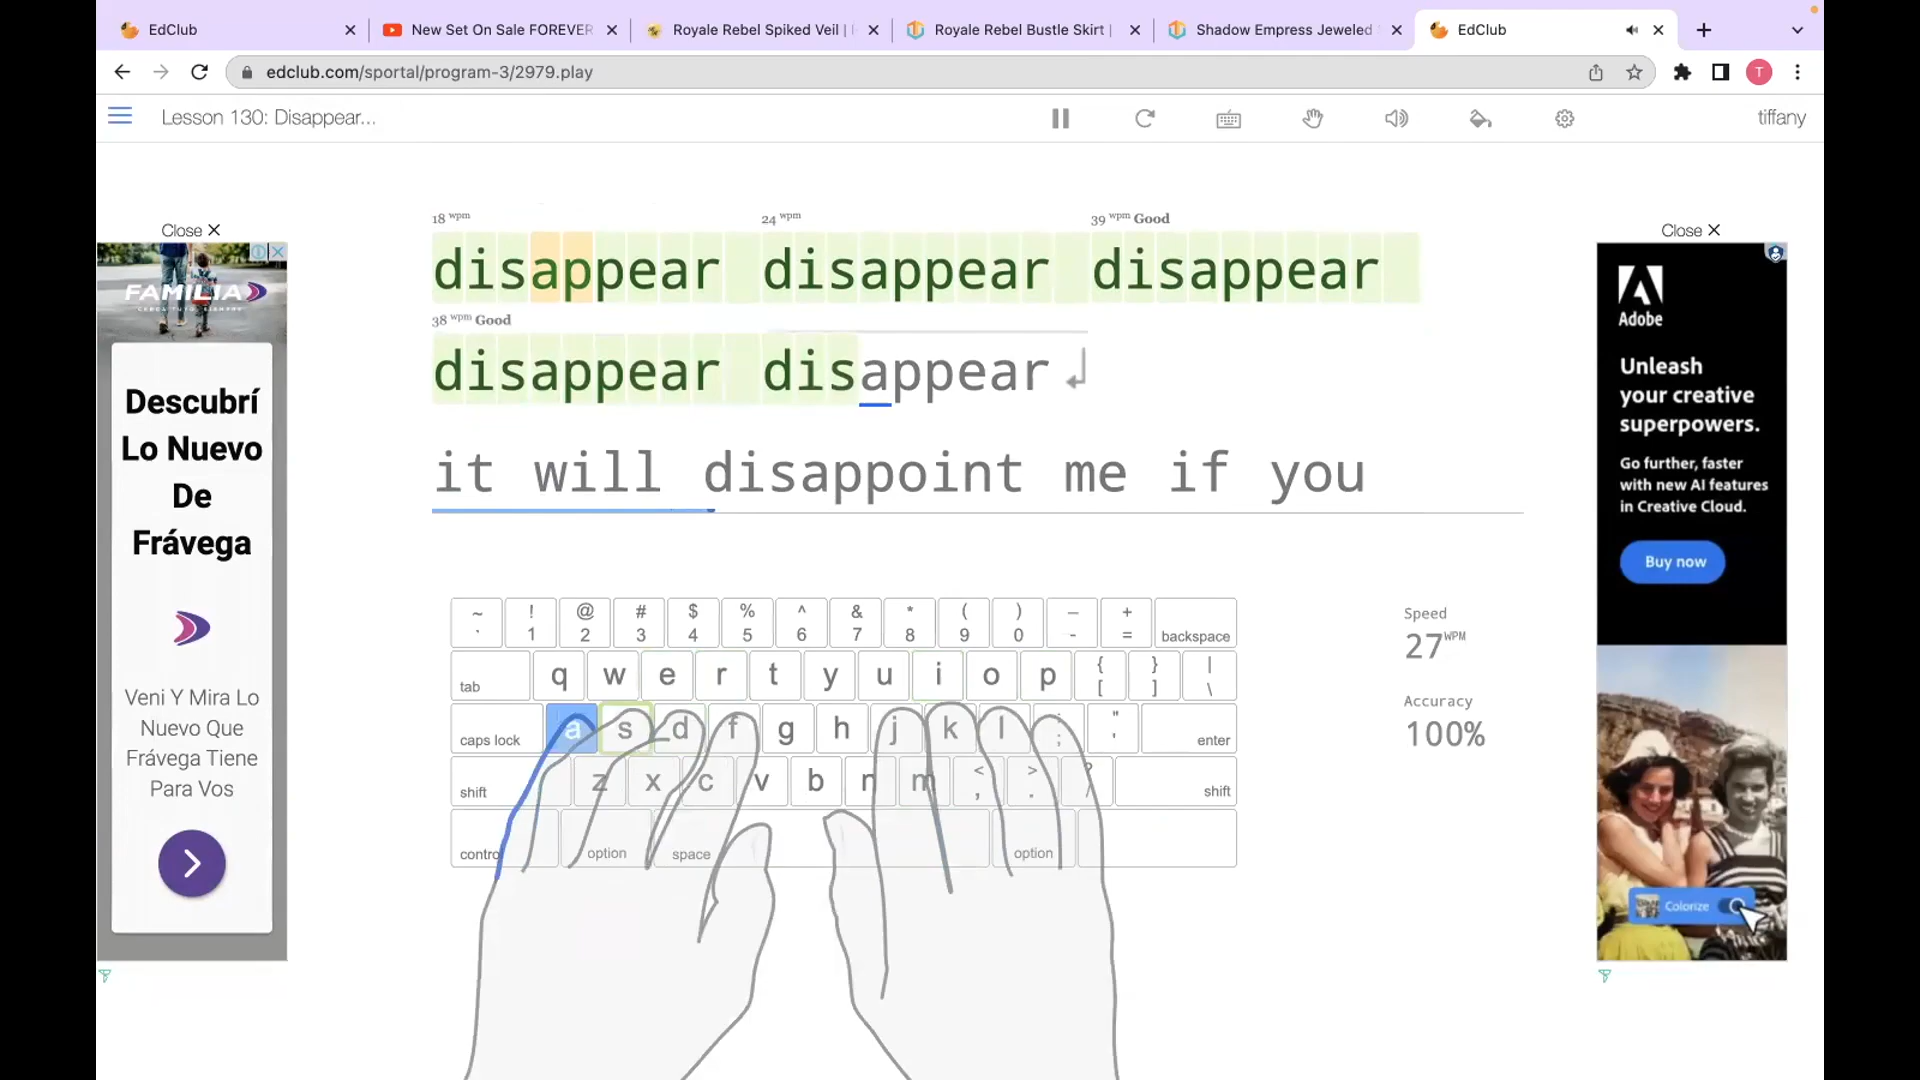 EdClub
New Set On Sale FOREVER
Royale Rebel Spiked Veil |
Royale Rebel Bustle Skirt |
Shadow Empress Jeweled
EdClub
edclub.com/sportal/program-3/2979.play
T
Lesson 130: Disappear...
tiffany
Close X
Close X
FAMILIA
Descubrí
Lo Nuevo
De
Frávega
Veni Y Mira Lo
Nuevo Que
Frávega Tiene
Para Vos
18 wpm
24 wpm
39 wpm Good
disappear disappear disappear
38 wpm Good
disappear disappear
it will disappoint me if you
~ ! @ # $ % ^ & * ( ) _ +
` 1 2 3 4 5 6 7 8 9 0 - = backspace
tab q w e r t y u i o p { [ } ] | \
caps lock a s d f g h j k l ; " ' enter
shift z x c v b n m < , > . ? / shift
control option space option
Speed
27 WPM
Accuracy
100%
Adobe
Unleash
your creative
superpowers.
Go further, faster
with new AI features
in Creative Cloud.
Buy now
Colorize